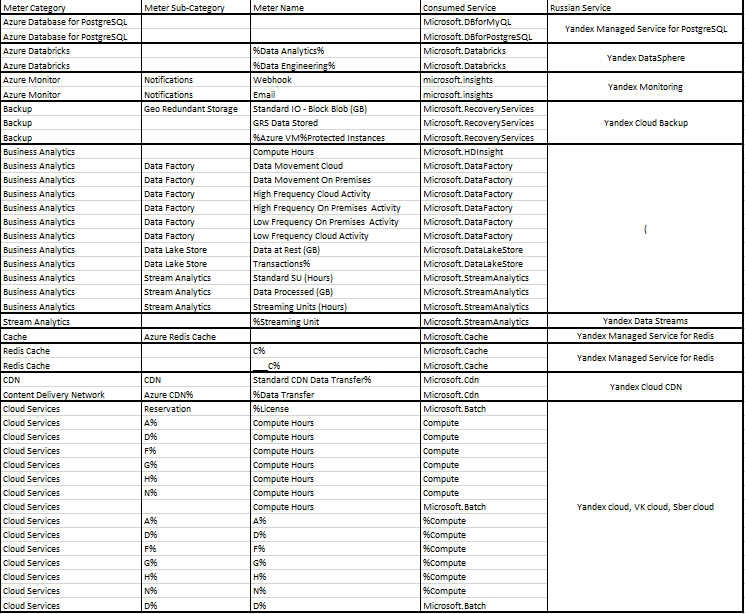 Meter Category Meter Sub-Category Meter Name Consumed Service Russian Service
Azure Database for PostgreSQL Microsoft.DBforMyQL
Yandex Managed Service for PostgreSQL
Azure Database for PostgreSQL Microsoft.DBforPostgreSQL
Azure Databricks %Data Analytics% Microsoft.Databricks
Yandex DataSphere
Azure Databricks %Data Engineering% Microsoft.Databricks
Azure Monitor Notifications Webhook microsoft.insights
Yandex Monitoring
Azure Monitor Notifications Email microsoft.insights
Backup Geo Redundant Storage Standard IO - Block Blob (GB) Microsoft.RecoveryServices
Backup GRS Data Stored Microsoft.RecoveryServices Yandex Cloud Backup
Backup %Azure VM%Protected Instances Microsoft.RecoveryServices
Business Analytics Compute Hours Microsoft.HDInsight
Business Analytics Data Factory Data Movement Cloud Microsoft.DataFactory
Business Analytics Data Factory Data Movement On Premises Microsoft.DataFactory
Business Analytics Data Factory High Frequency Cloud Activity Microsoft.DataFactory
Business Analytics Data Factory High Frequency On Premises Activity Microsoft.DataFactory
Business Analytics Data Factory Low Frequency On Premises Activity Microsoft.DataFactory
(
Business Analytics Data Factory Low Frequency Cloud Activity Microsoft.DataFactory
Business Analytics Data Lake Store Data at Rest (GB) Microsoft.DataLakeStore
Business Analytics Data Lake Store Transactions% Microsoft.DataLakeStore
Business Analytics Stream Analytics Standard SU (Hours) Microsoft.StreamAnalytics
Business Analytics Stream Analytics Data Processed (GB) Microsoft.StreamAnalytics
Business Analytics Stream Analytics Streaming Units (Hours) Microsoft.StreamAnalytics
Stream Analytics %Streaming Unit Microsoft.StreamAnalytics Yandex Data Streams
Cache Azure Redis Cache Microsoft.Cache Yandex Managed Service for Redis
Redis Cache C% Microsoft.Cache
Yandex Managed Service for Redis
Redis Cache ___C% Microsoft.Cache
CDN CDN Standard CDN Data Transfer% Microsoft.Cdn
Yandex Cloud CDN
Content Delivery Network Azure CDN% %Data Transfer Microsoft.Cdn
Cloud Services Reservation %License Microsoft.Batch
Cloud Services A% Compute Hours Compute
Cloud Services D% Compute Hours Compute
Cloud Services F% Compute Hours Compute
Cloud Services G% Compute Hours Compute
Cloud Services H% Compute Hours Compute
Cloud Services N% Compute Hours Compute
Cloud Services Compute Hours Microsoft.Batch Yandex cloud, VK cloud, Sber cloud
Cloud Services A% A% %Compute
Cloud Services D% D% %Compute
Cloud Services F% F% %Compute
Cloud Services G% G% %Compute
Cloud Services H% H% %Compute
Cloud Services N% N% %Compute
Cloud Services D% D% Microsoft.Batch